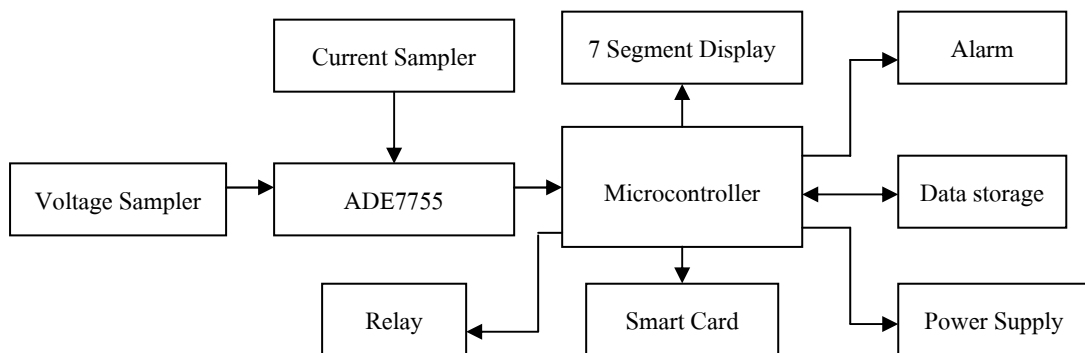 Current Sampler
7 Segment Display
Alarm
Voltage Sampler
ADE7755
Microcontroller
Data storage
Relay
Smart Card
Power Supply